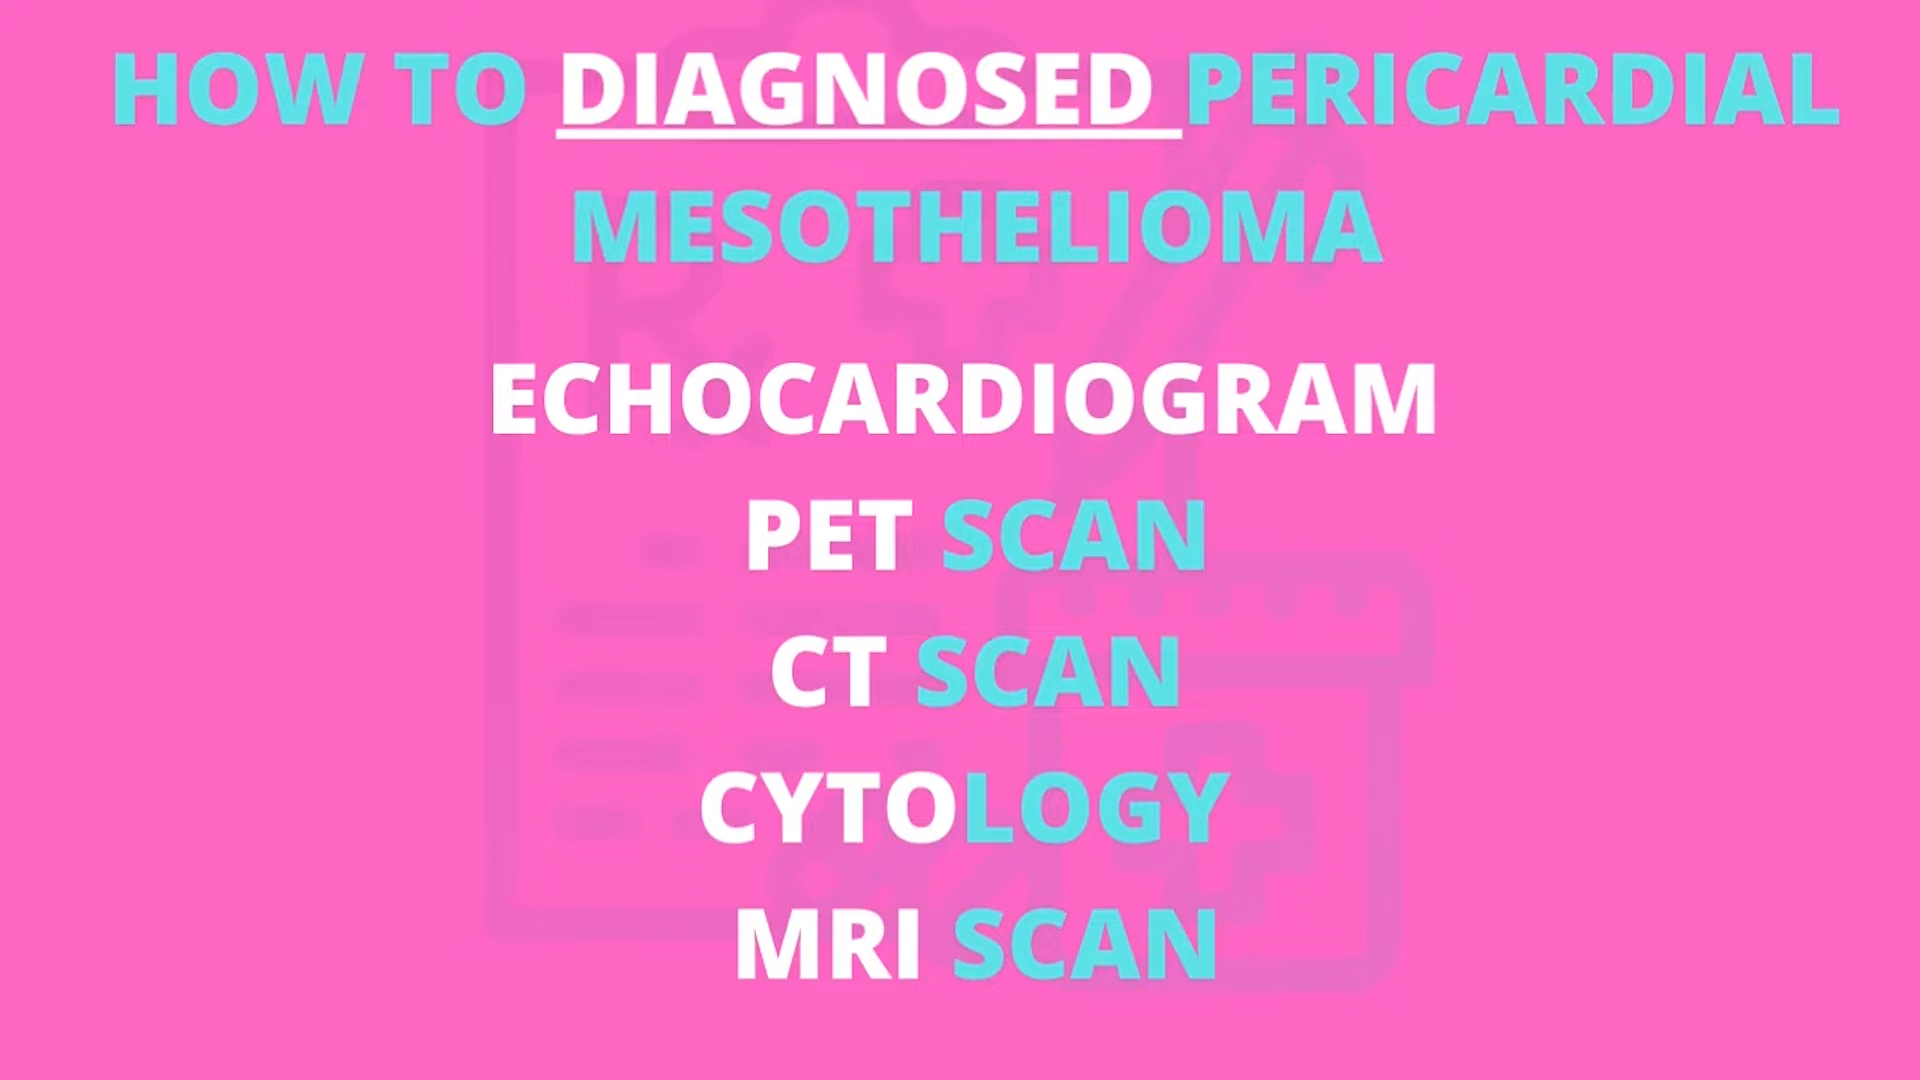 HOW TO DIAGNOSED PERICARDIAL
MESOTHELIOMA
ECHOCARDIOGRAM
PET SCAN
CT SCAN
CYTOLOGY
MRI SCAN